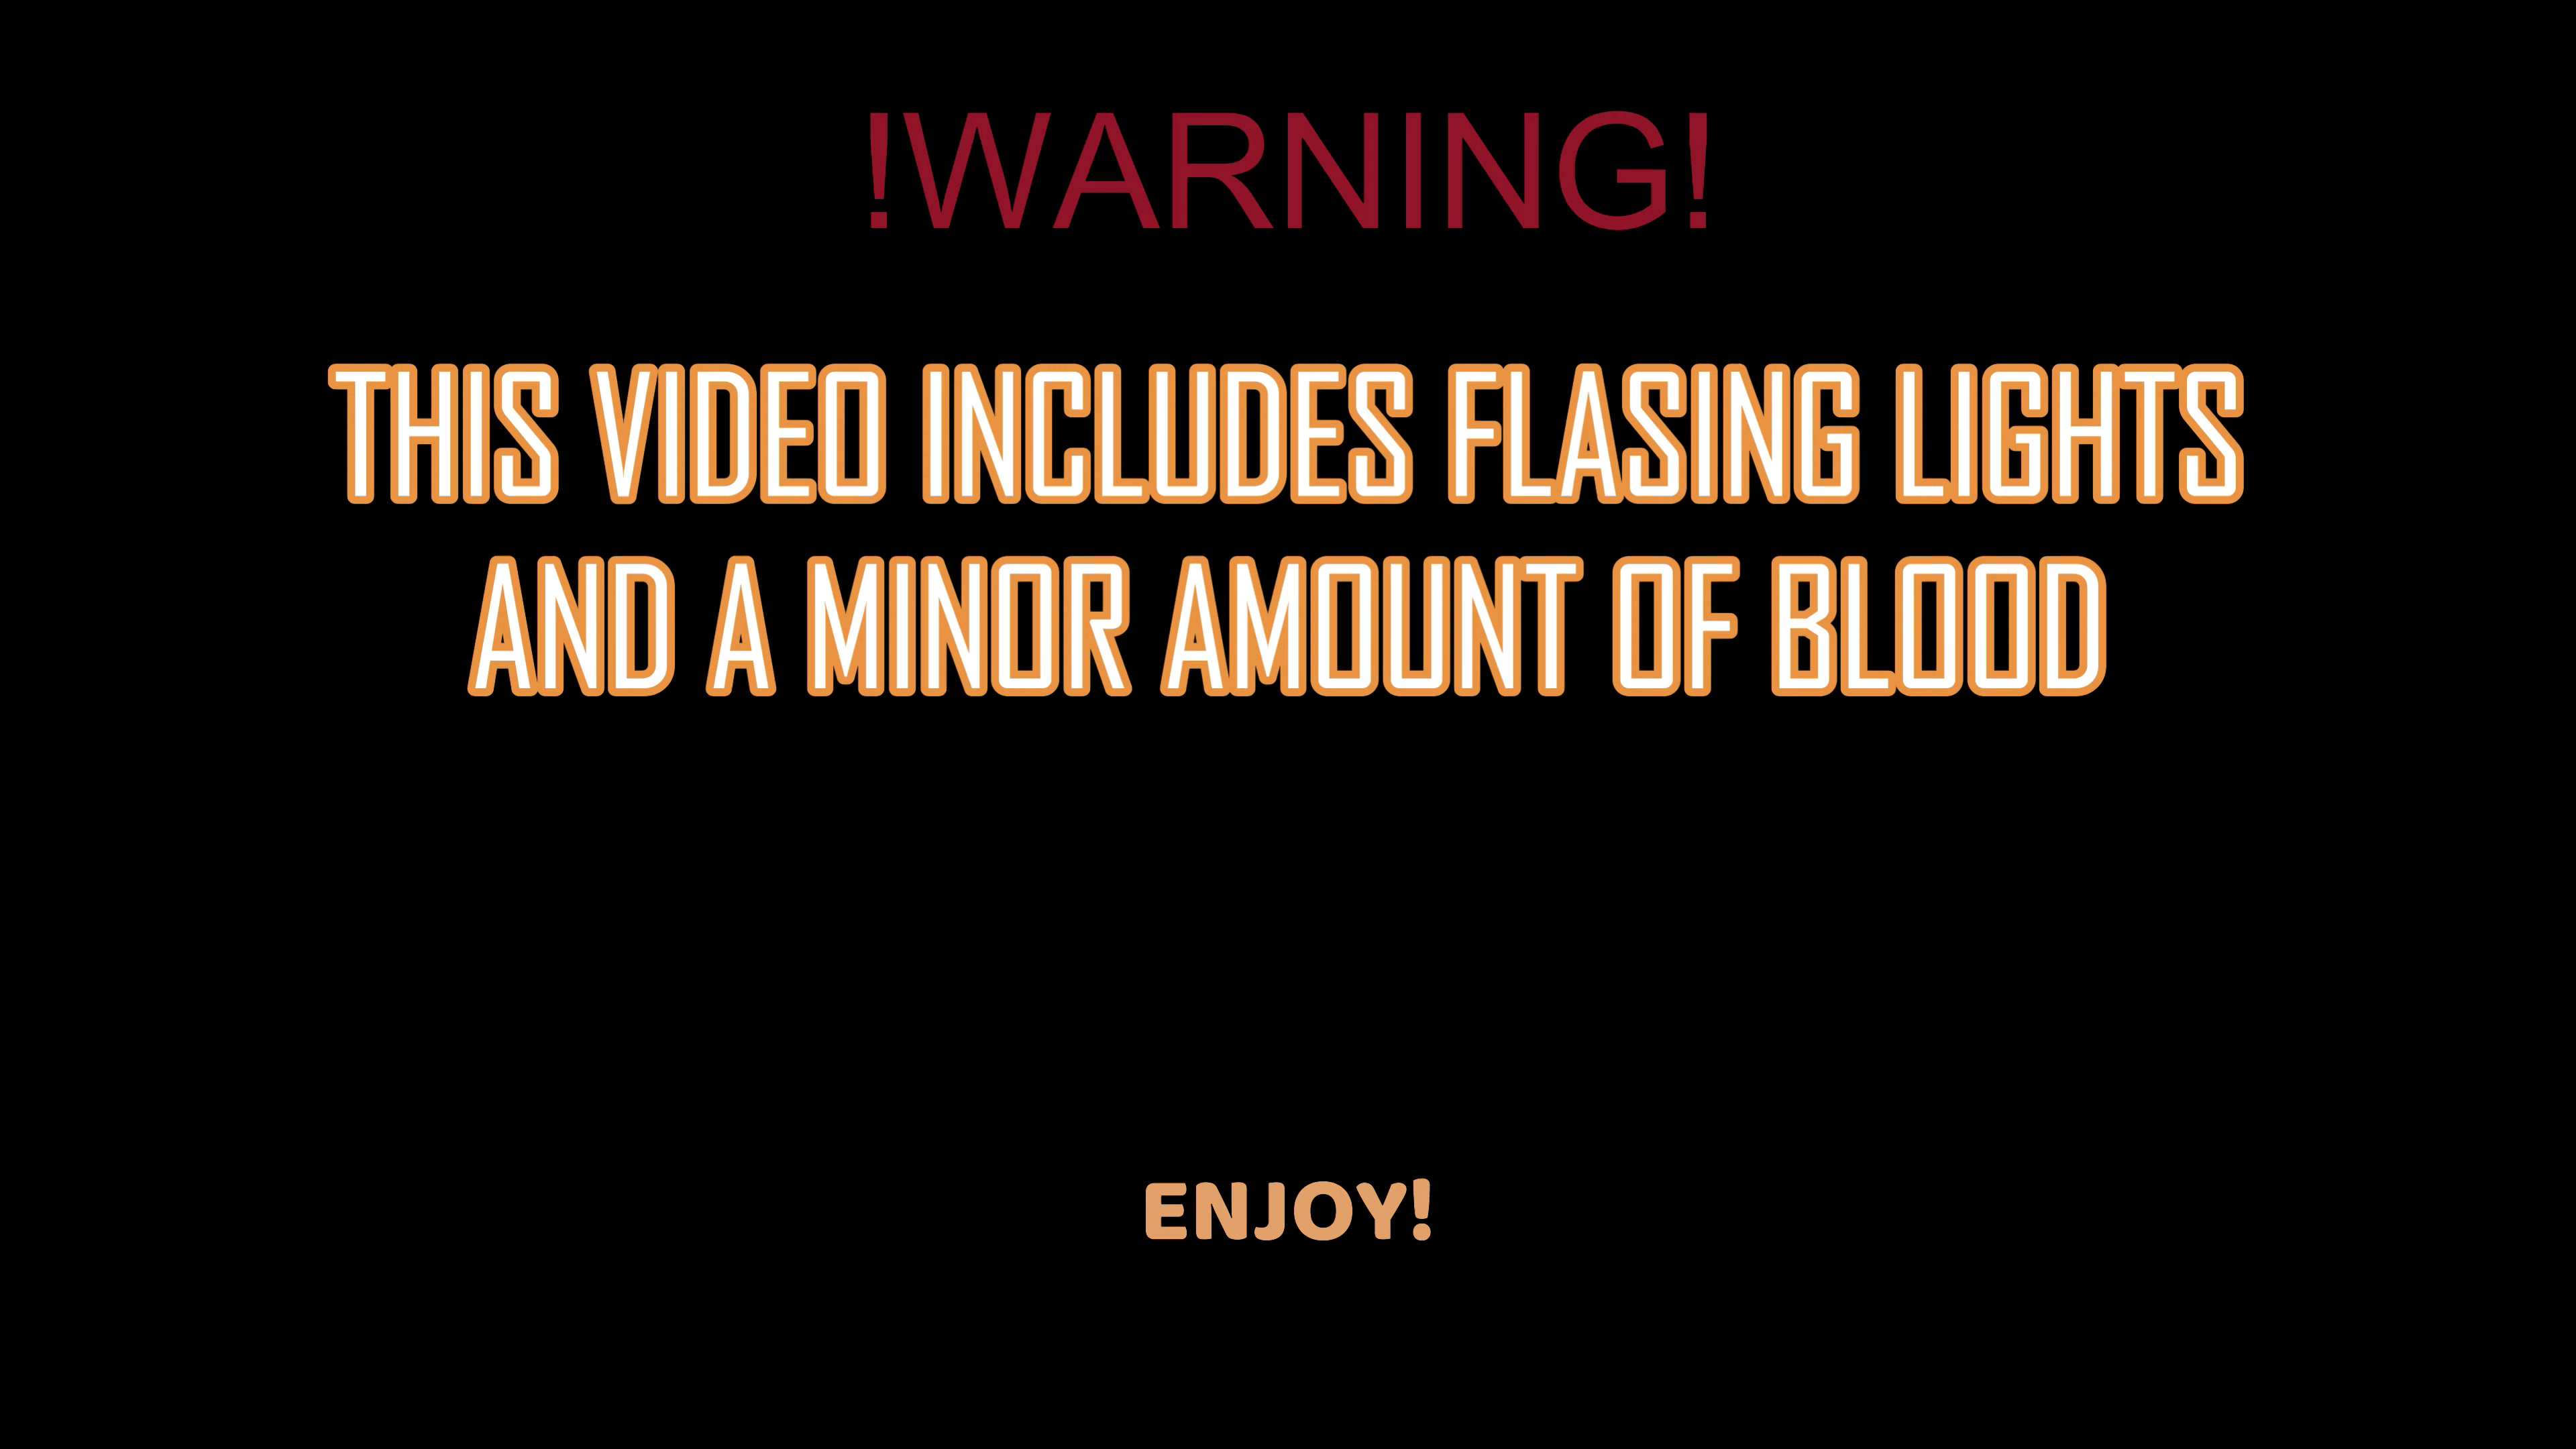 !WARNING!
THIS VIDEO INCLUDES FLASING LIGHTS
AND A MINOR AMOUNT OF BLOOD
ENJOY!